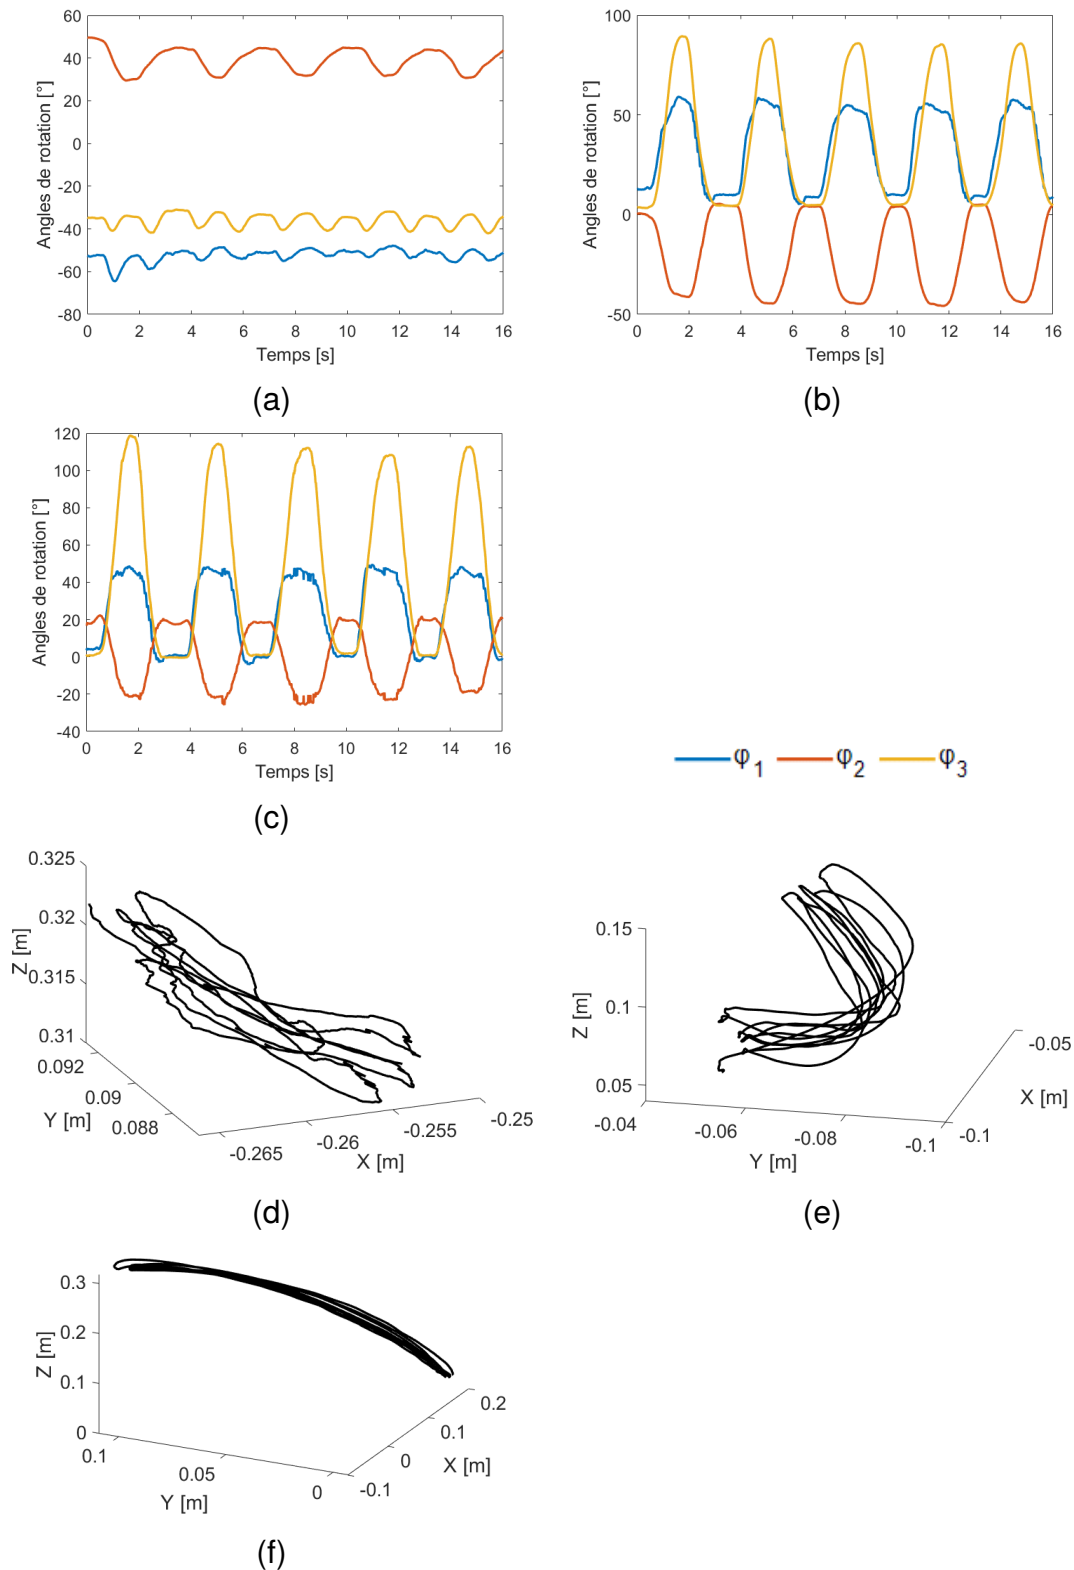 60
40
20
0
-20
-40
-60
-80
Angles de rotation [°]
0 2 4 6 8 10 12 14 16
Temps [s]
(a)
100
50
0
-50
Angles de rotation [°]
0 2 4 6 8 10 12 14 16
Temps [s]
(b)
120
100
80
60
40
20
0
-20
-40
Angles de rotation [°]
0 2 4 6 8 10 12 14 16
Temps [s]
(c)
φ1 φ2 φ3
0.325
0.32
0.315
0.31
Z [m]
0.092
0.09
0.088
Y [m]
-0.265
-0.26
-0.255
-0.25
X [m]
(d)
0.15
0.1
0.05
Z [m]
-0.04
-0.06
-0.08
-0.1
Y [m]
-0.1
-0.05
X [m]
(e)
0.3
0.2
0.1
0
Z [m]
0.1
0.05
0
Y [m]
-0.1
0
0.1
0.2
X [m]
(f)